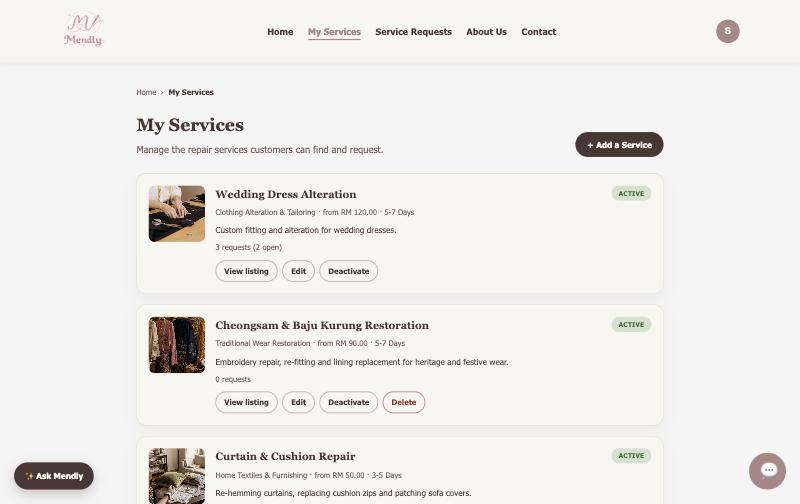 Mendly
Home
My Services
Service Requests
About Us
Contact
S
Home › My Services
My Services
Manage the repair services customers can find and request.
+ Add a Service
Wedding Dress Alteration
ACTIVE
Clothing Alteration & Tailoring · from RM 120.00 · 5-7 Days
Custom fitting and alteration for wedding dresses.
3 requests (2 open)
View listing
Edit
Deactivate
Cheongsam & Baju Kurung Restoration
ACTIVE
Traditional Wear Restoration · from RM 90.00 · 5-7 Days
Embroidery repair, re-fitting and lining replacement for heritage and festive wear.
0 requests
View listing
Edit
Deactivate
Delete
Curtain & Cushion Repair
ACTIVE
Home Textiles & Furnishing · from RM 50.00 · 3-5 Days
Re-hemming curtains, replacing cushion zips and patching sofa covers.
✨ Ask Mendly